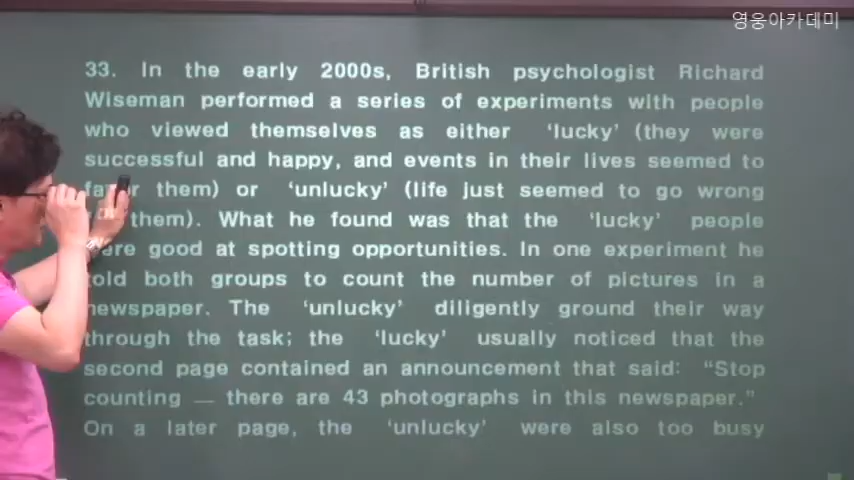 영웅아카데미
33. In the early 2000s, British psychologist Richard
Wiseman performed a series of experiments with people
who viewed themselves as either 'lucky' (they were
successful and happy, and events in their lives seemed to
them) or 'unlucky' (life just seemed to go wrong
them). What he found was that the 'lucky' people
were good at spotting opportunities. In one experiment he
told both groups to count the number of pictures in a
newspaper. The 'unlucky' diligently ground their way
through the task; the 'lucky' usually noticed that the
second page contained an announcement that said: "Stop
counting — there are 43 photographs in this newspaper."
On a later page, the 'unlucky' were also too busy